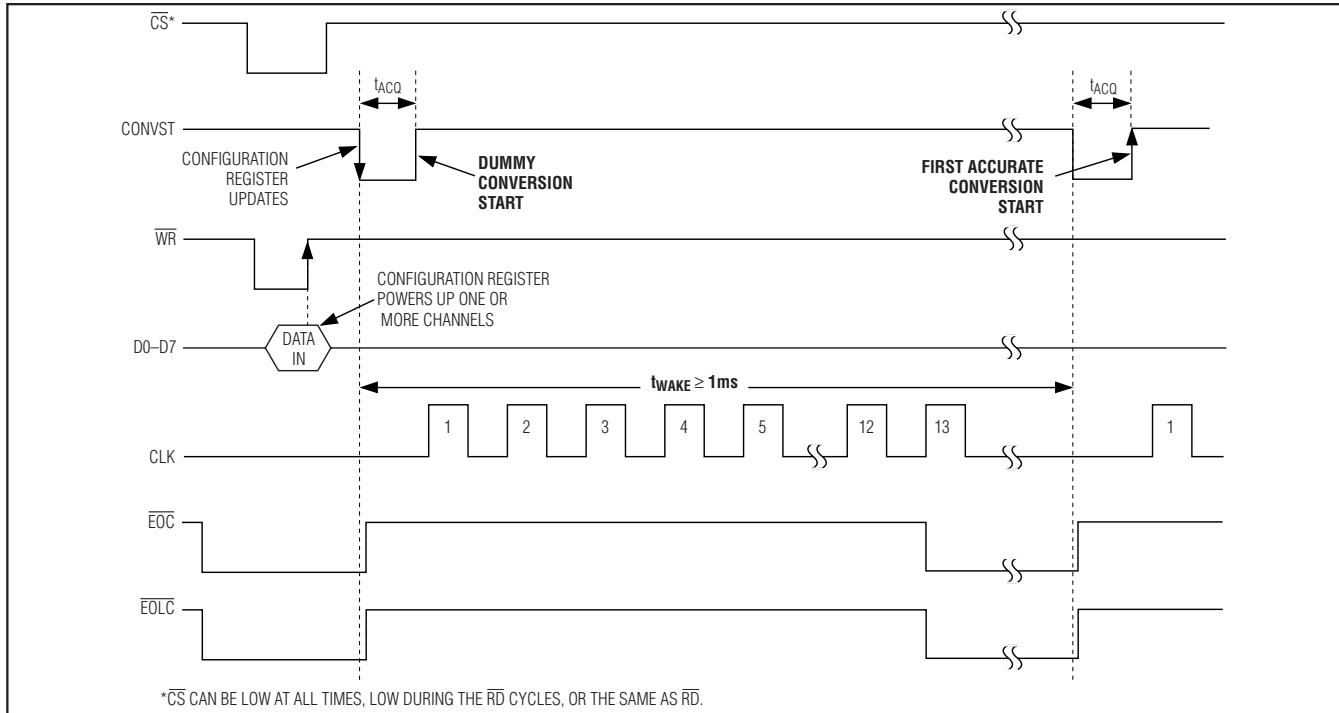 CS*
tACQ
tACQ
CONVST
CONFIGURATION
REGISTER
UPDATES
DUMMY
CONVERSION
START
FIRST ACCURATE
CONVERSION
START
WR
CONFIGURATION REGISTER
POWERS UP ONE OR
MORE CHANNELS
D0–D7
DATA
IN
tWAKE ≥ 1ms
CLK
1
2
3
4
5
12
13
1
EOC
EOLC
*CS CAN BE LOW AT ALL TIMES, LOW DURING THE RD CYCLES, OR THE SAME AS RD.